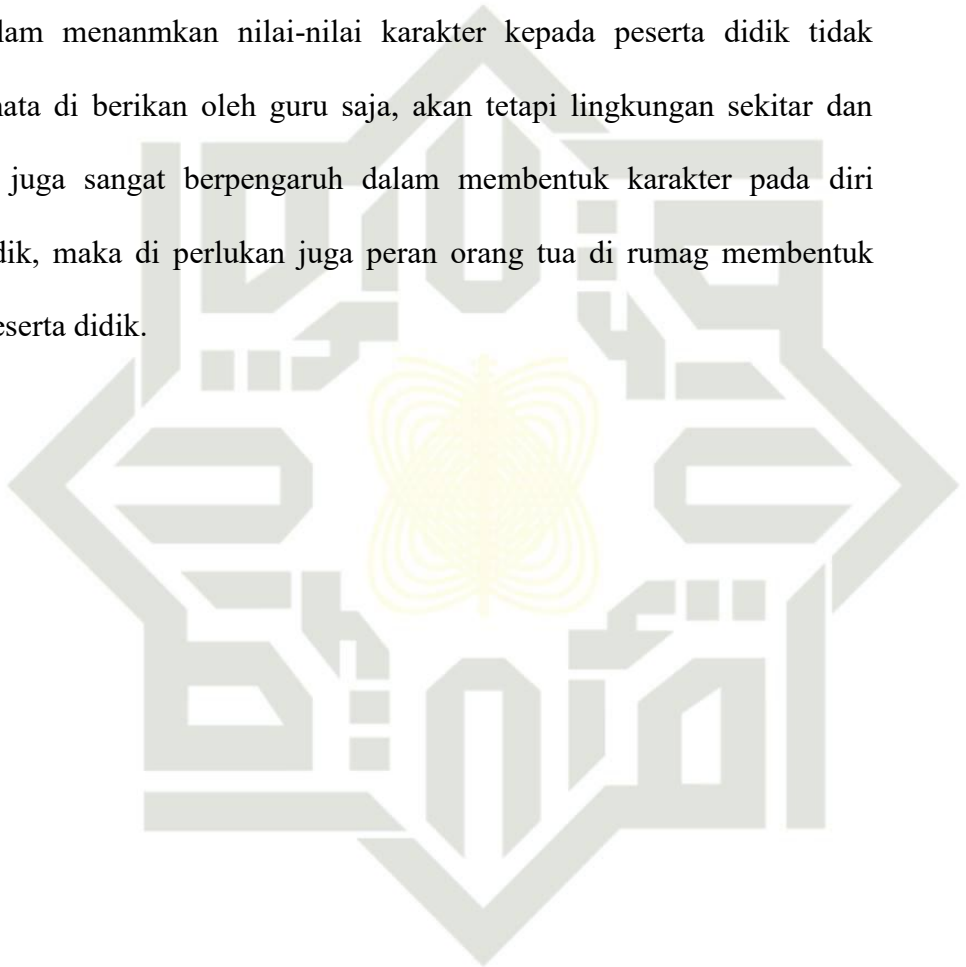 lam menanmkan nilai-nilai karakter kepada peserta didik tidak
nata di berikan oleh guru saja, akan tetapi lingkungan sekitar dan
juga sangat berpengaruh dalam membentuk karakter pada diri
dik, maka di perlukan juga peran orang tua di rumag membentuk
eserta didik.